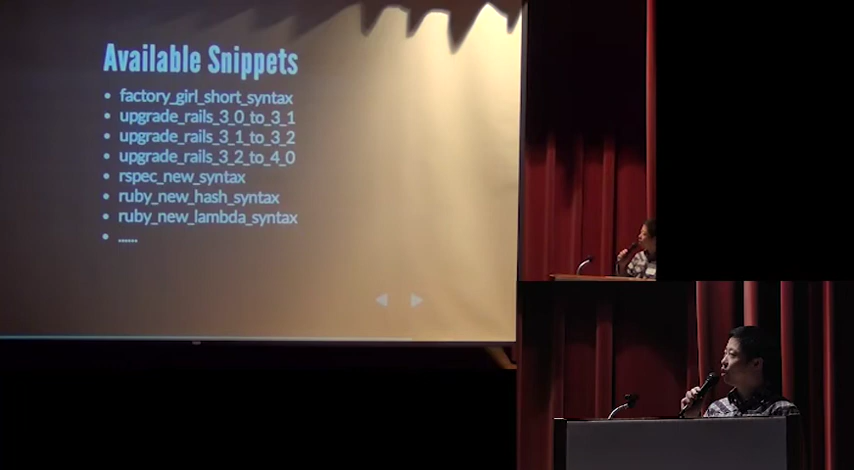 Available Snippets
• factory_girl_short_syntax
• upgrade_rails_3_0_to_3_1
• upgrade_rails_3_1_to_3_2
• upgrade_rails_3_2_to_4_0
• rspec_new_syntax
• ruby_new_hash_syntax
• ruby_new_lambda_syntax
• ......